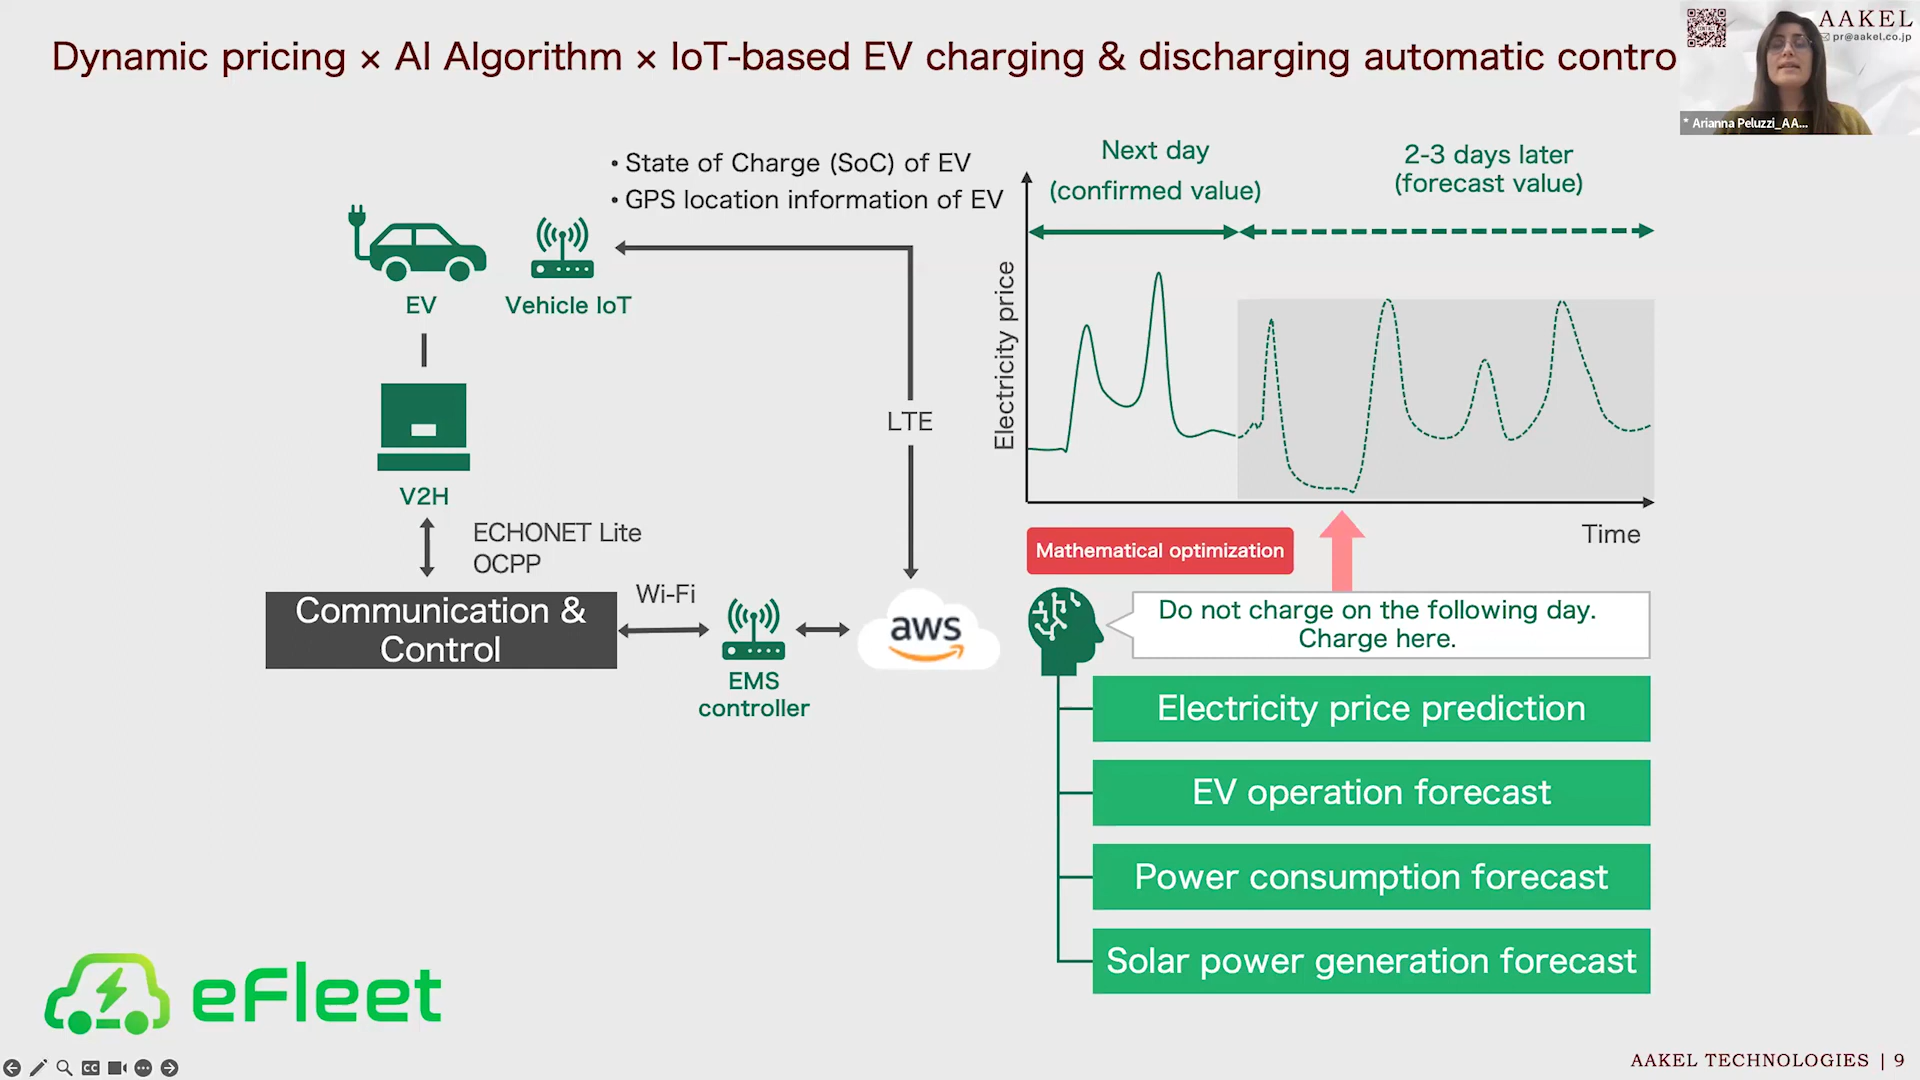 Dynamic pricing × AI Algorithm × IoT-based EV charging & discharging automatic contro
AAKEL
pr@aakel.co.jp
* Arianna Peluzzi_AA...
• State of Charge (SoC) of EV
• GPS location information of EV
EV
Vehicle IoT
LTE
V2H
ECHONET Lite
OCPP
Communication &
Control
Wi-Fi
EMS
controller
aws
Next day
(confirmed value)
2-3 days later
(forecast value)
Electricity price
Time
Mathematical optimization
Do not charge on the following day.
Charge here.
Electricity price prediction
EV operation forecast
Power consumption forecast
Solar power generation forecast
eFleet
CC
AAKEL TECHNOLOGIES | 9